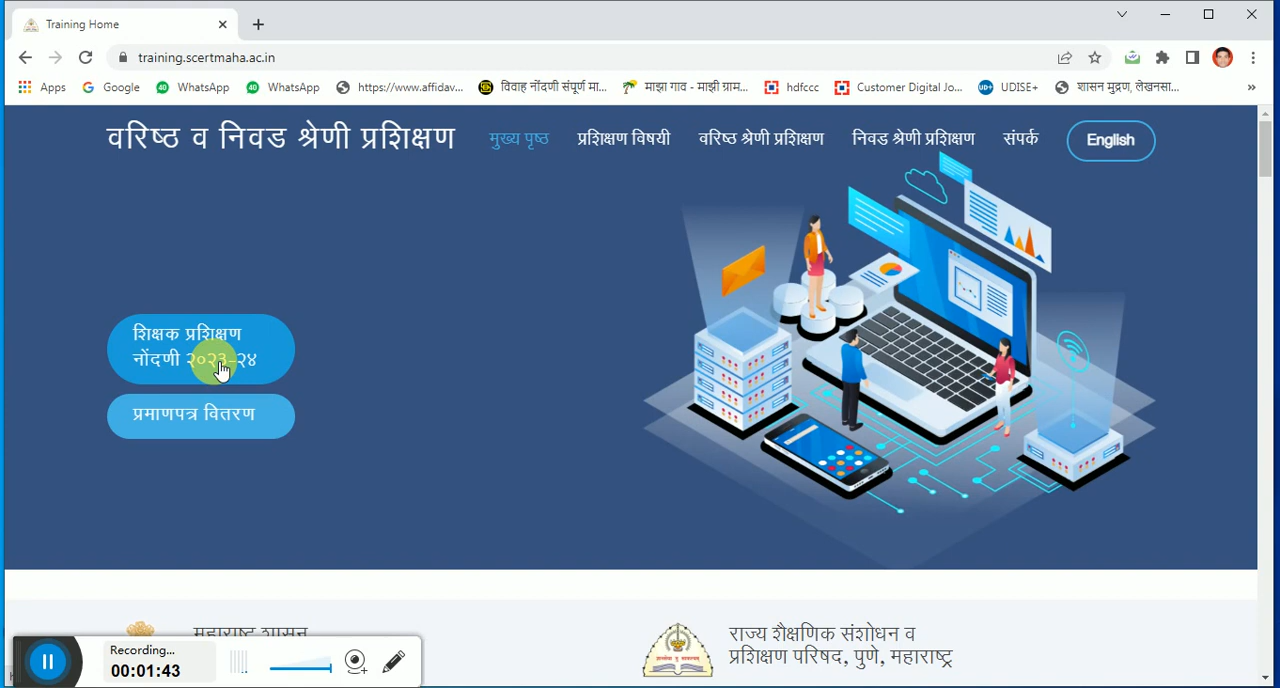 Training Home
training.scertmaha.ac.in
Apps Google WhatsApp WhatsApp https://www.affidav... विवाह नोंदणी संपूर्ण मा... माझा गाव - माझी ग्राम... hdfccc Customer Digital Jo... UDISE+ शासन मुद्रण, लेखनसा...
वरिष्ठ व निवड श्रेणी प्रशिक्षण मुख्य पृष्ठ प्रशिक्षण विषयी वरिष्ठ श्रेणी प्रशिक्षण निवड श्रेणी प्रशिक्षण संपर्क English
शिक्षक प्रशिक्षण
नोंदणी २०२३-२४
प्रमाणपत्र वितरण
महाराष्ट्र शासन
राज्य शैक्षणिक संशोधन व
प्रशिक्षण परिषद, पुणे, महाराष्ट्र
Recording...
00:01:43